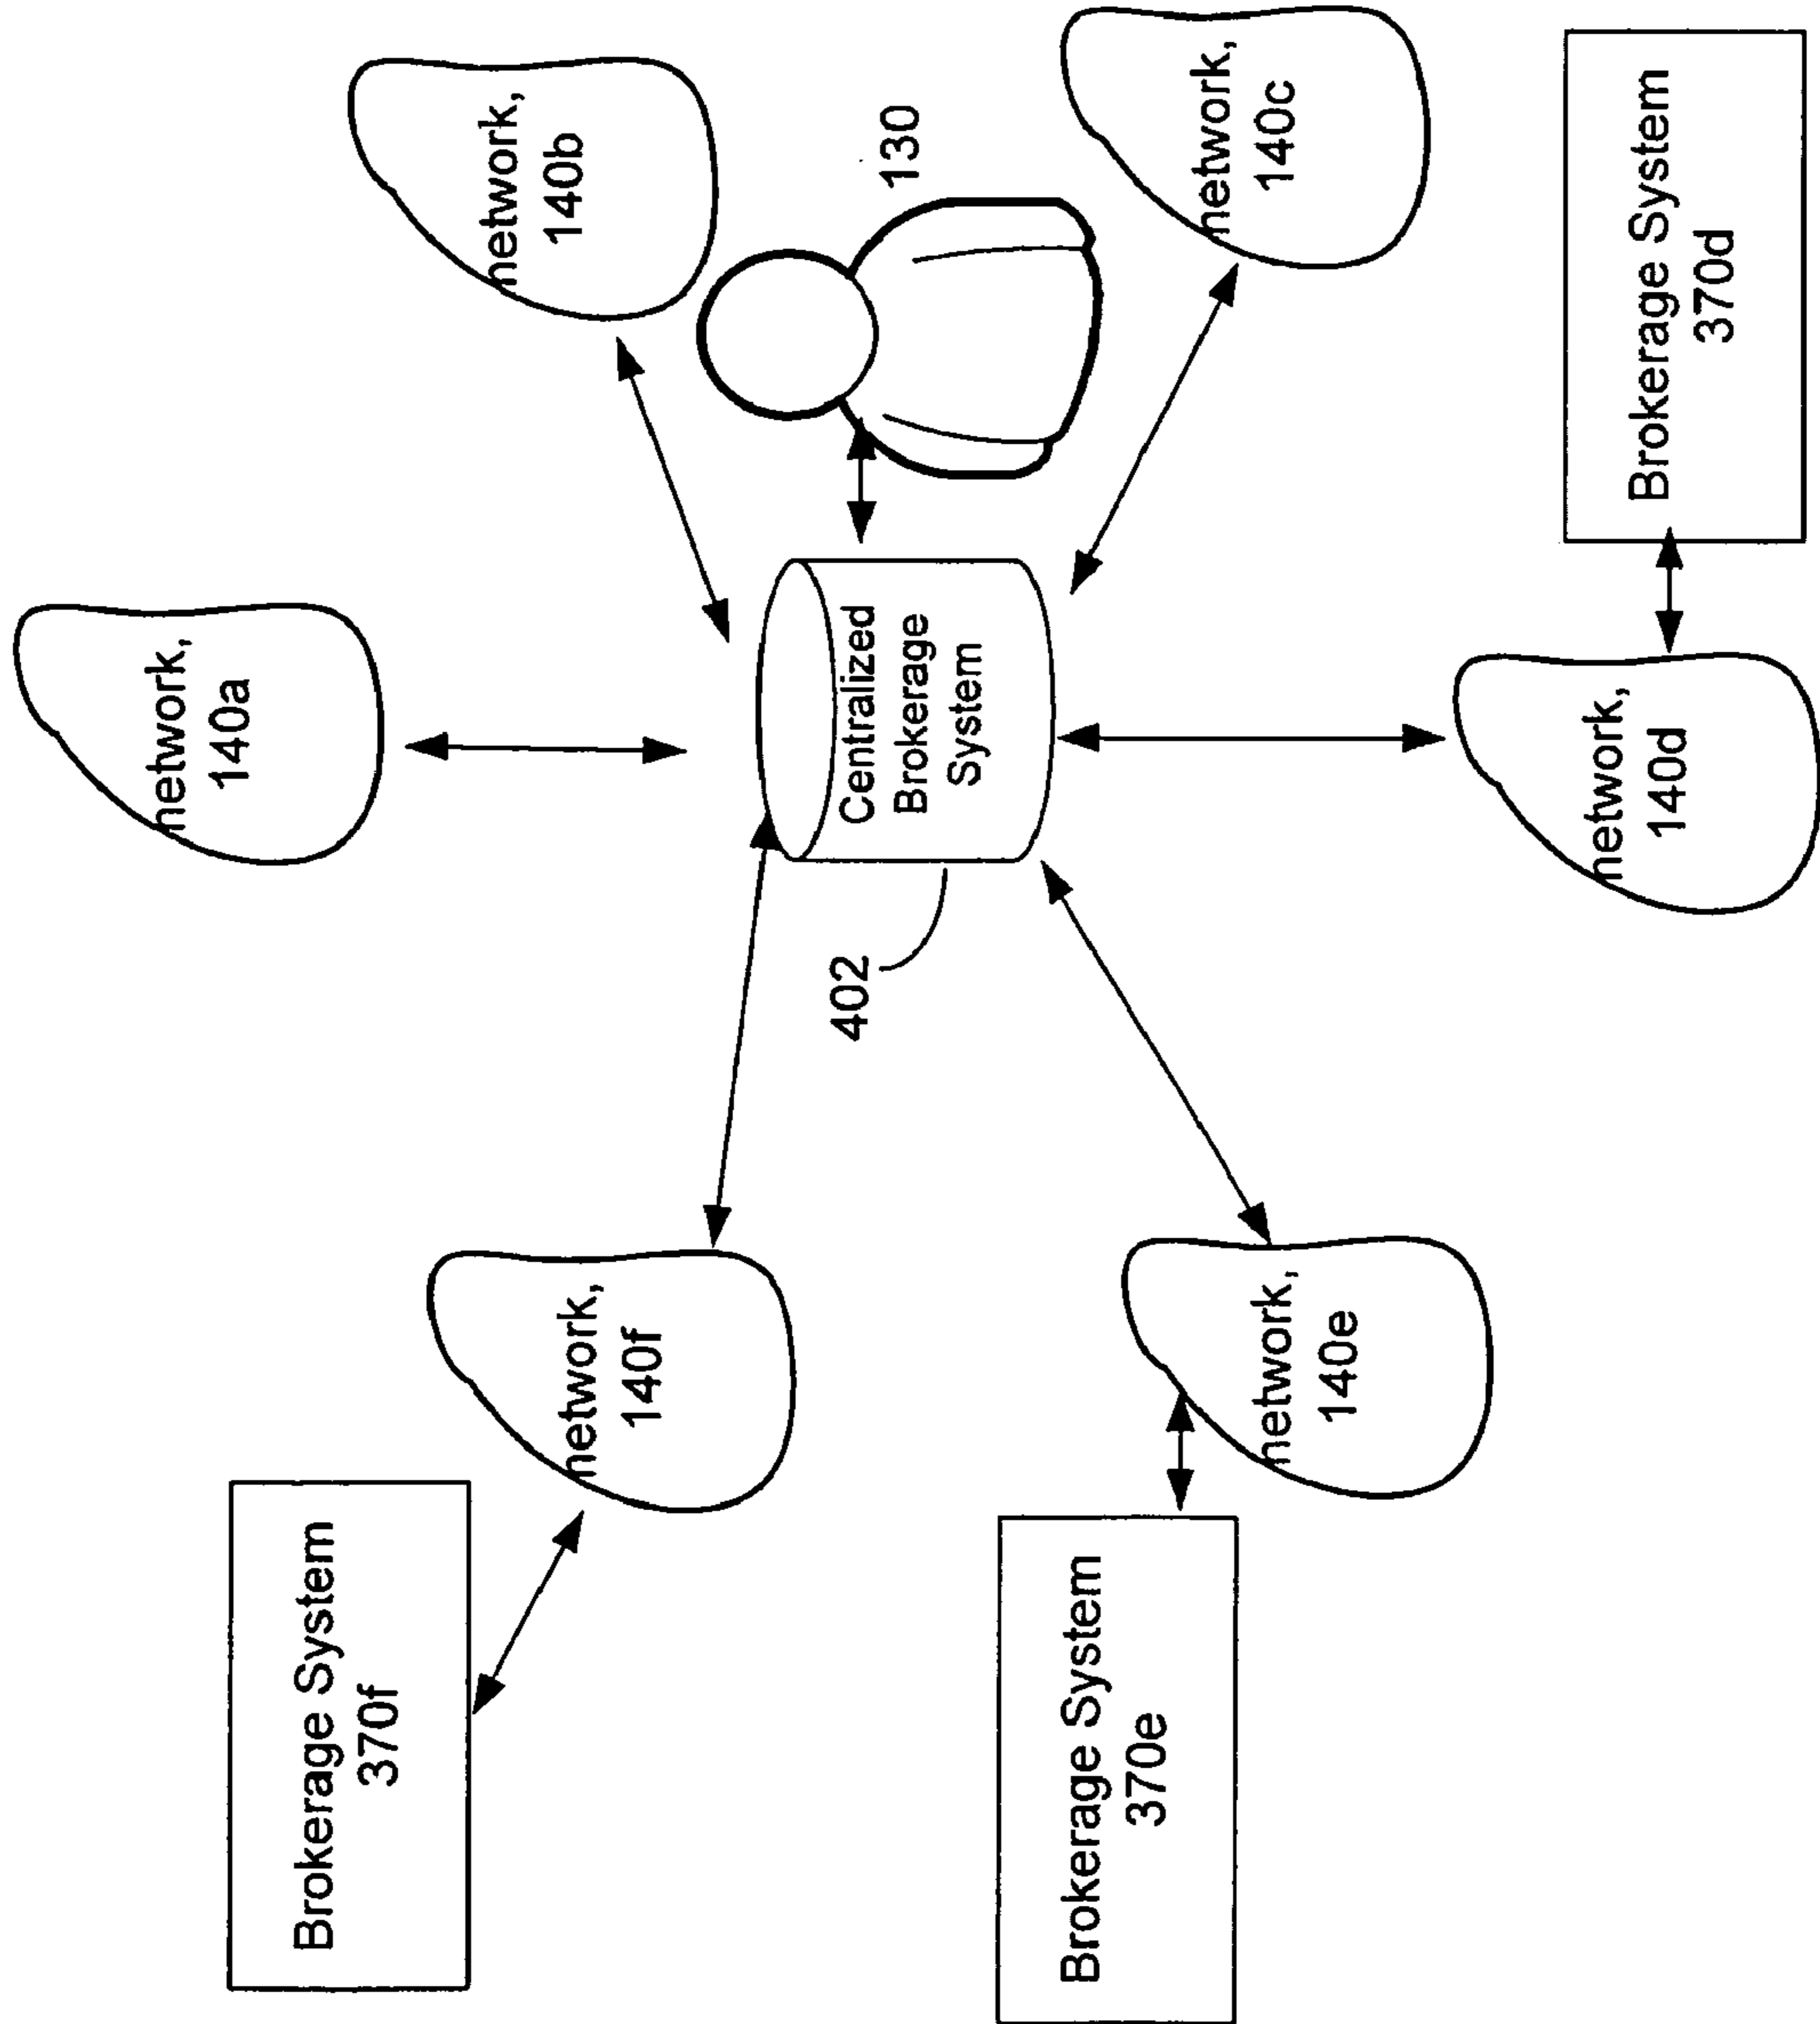 network,
140a
network,
140b
130
network,
140c
Centralized
Brokerage
System
402
network,
140d
Brokerage System
370d
network,
140f
Brokerage System
370f
network,
140e
Brokerage System
370e